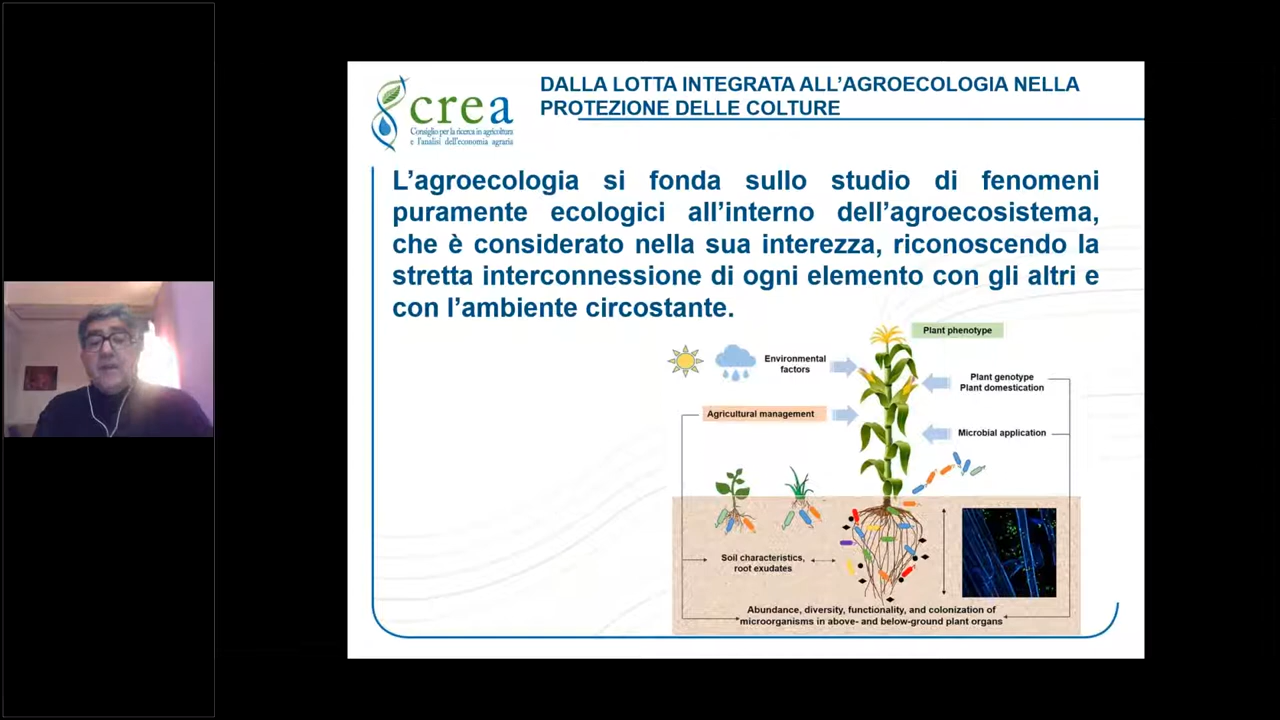 crea
Consiglio per la ricerca in agricoltura
e l'analisi dell'economia agraria
DALLA LOTTA INTEGRATA ALL'AGROECOLOGIA NELLA
PROTEZIONE DELLE COLTURE
L'agroecologia si fonda sullo studio di fenomeni
puramente ecologici all'interno dell'agroecosistema,
che è considerato nella sua interezza, riconoscendo la
stretta interconnessione di ogni elemento con gli altri e
con l'ambiente circostante.
Plant phenotype
Environmental
factors
Plant genotype
Plant domestication
Agricultural management
Microbial application
Soil characteristics,
root exudates
Abundance, diversity, functionality, and colonization of
microorganisms in above- and below-ground plant organs